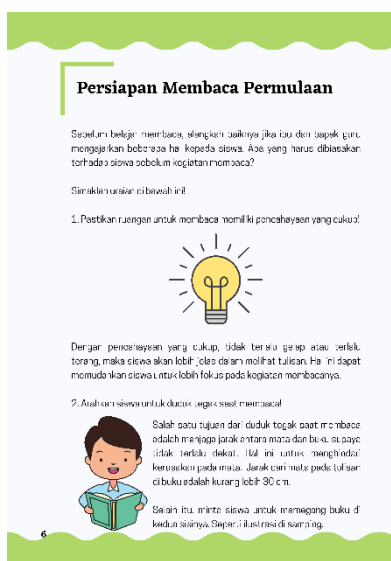 Persiapan Membaca Permulaan
Sebelum belajar membaca, alangkah baiknya jika ibu dan bapak guru
mengajarkan beberapa hal kepada siswa. Apa yang harus dibiasakan
terhadap siswa sebelum kegiatan membaca?
Simaklah uraian di bawah ini!
1. Pastikan ruangan untuk membaca memiliki pencahayaan yang cukup!
Dengan pencahayaan yang cukup, tidak terlalu gelap atau terlalu
terang, maka siswa akan lebih jelas dalam melihat tulisan. Hal ini dapat
memudahkan siswa untuk lebih fokus pada kegiatan membacanya.
2. Arahkan siswa untuk duduk tegak saat membaca!
Salah satu tujuan dari duduk tegak saat membaca
adalah menjaga jarak antara mata dan buku supaya
tidak terlalu dekat. Hal ini untuk menghindari
kerusakan pada mata. Jarak dari mata pada tulisan
di buku adalah kurang lebih 30 cm.
Selain itu, minta siswa untuk memegang buku di
kedua sisinya. Seperti ilustrasi di samping.
6